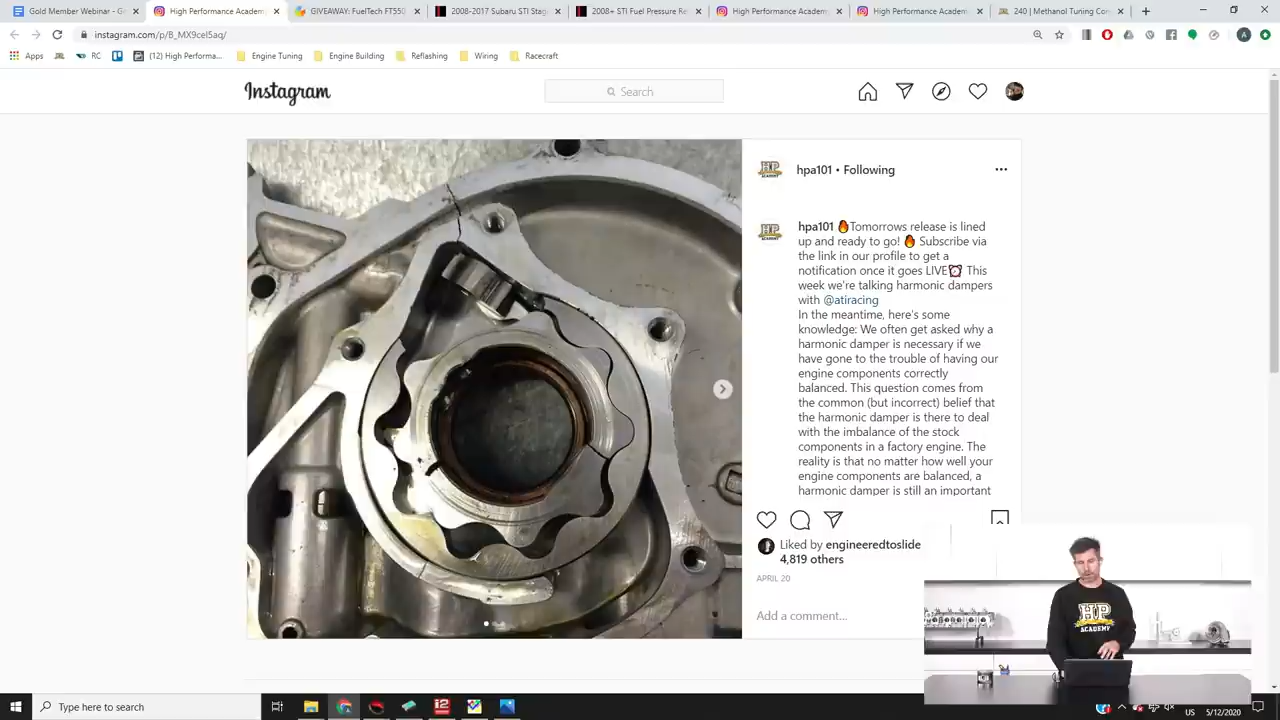 Gold Member Webinar - G
High Performance Academ
GIVEAWAY: FuelTech FT550
2008-2017 Subaru STI Stag
2008+ STI Fuel Pressure Re
High Performance Academ
High Performance Academ
240 | Methanol Tuning Con
instagram.com/p/B_MX9ceI5aq/
Apps
RC
(12) High Performa...
Engine Tuning
Engine Building
Reflashing
Wiring
Racecraft
Instagram
Search
HP
ACADEMY
hpa101 • Following
HP
ACADEMY
hpa101 🔥Tomorrows release is lined
up and ready to go! 🔥 Subscribe via
the link in our profile to get a
notification once it goes LIVE⏰ This
week we're talking harmonic dampers
with @atiracing
In the meantime, here's some
knowledge: We often get asked why a
harmonic damper is necessary if we
have gone to the trouble of having our
engine components correctly
balanced. This question comes from
the common (but incorrect) belief that
the harmonic damper is there to deal
with the imbalance of the stock
components in a factory engine. The
reality is that no matter how well your
engine components are balanced, a
harmonic damper is still an important
Liked by engineeredtoslide
4,819 others
APRIL 20
Add a comment...
HP
ACADEMY
Type here to search
i2
US
5/12/2020